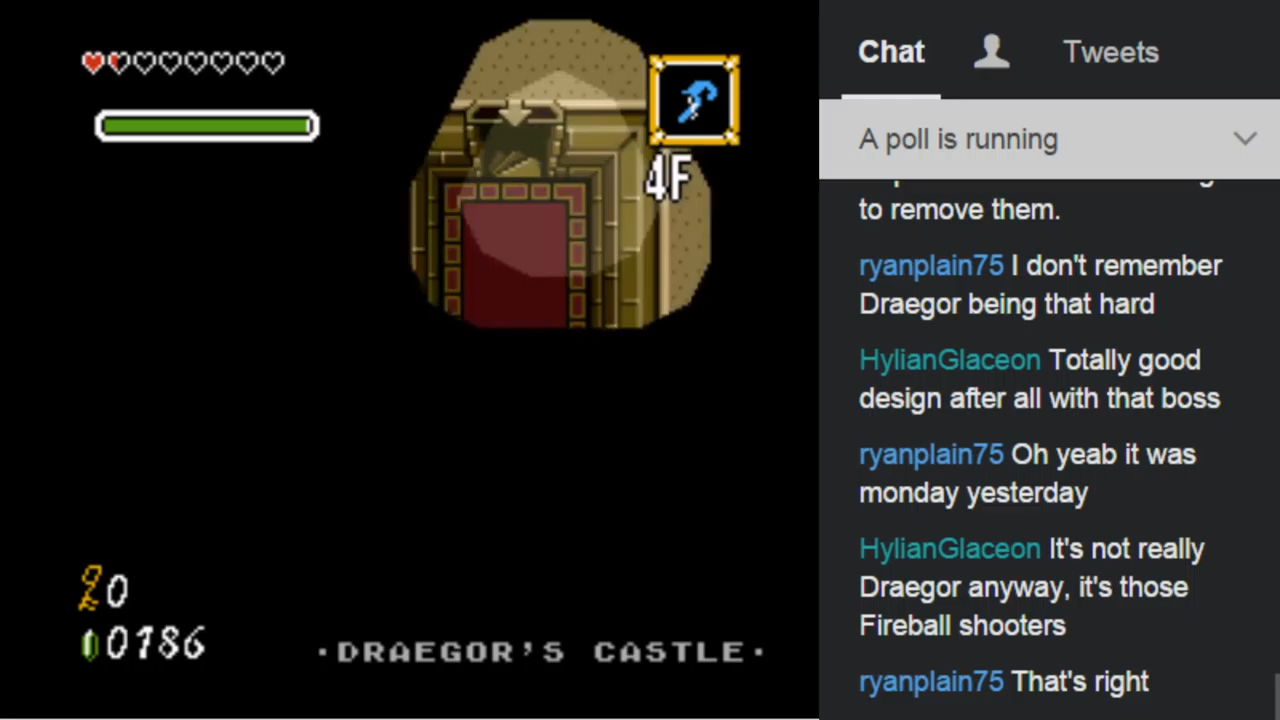 4F
0
0186
·DRAEGOR'S CASTLE·
Chat
Tweets
A poll is running
to remove them.
ryanplain75 I don't remember
Draegor being that hard
HylianGlaceon Totally good
design after all with that boss
ryanplain75 Oh yeab it was
monday yesterday
HylianGlaceon It's not really
Draegor anyway, it's those
Fireball shooters
ryanplain75 That's right